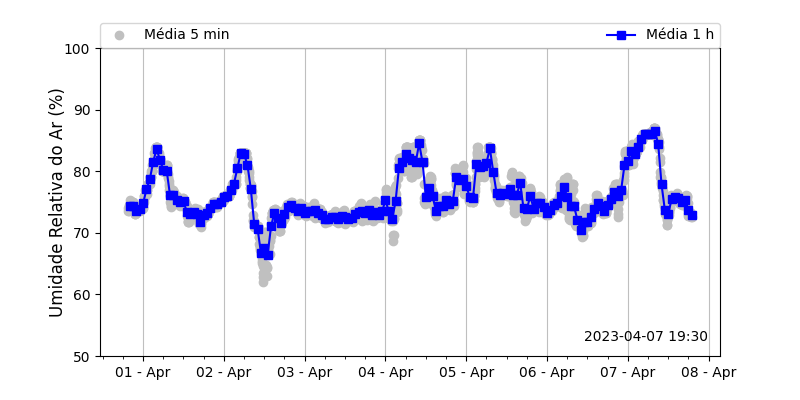 Média 5 min
Média 1 h
Umidade Relativa do Ar (%)
100
90
80
70
60
50
2023-04-07 19:30
01 - Apr
02 - Apr
03 - Apr
04 - Apr
05 - Apr
06 - Apr
07 - Apr
08 - Apr